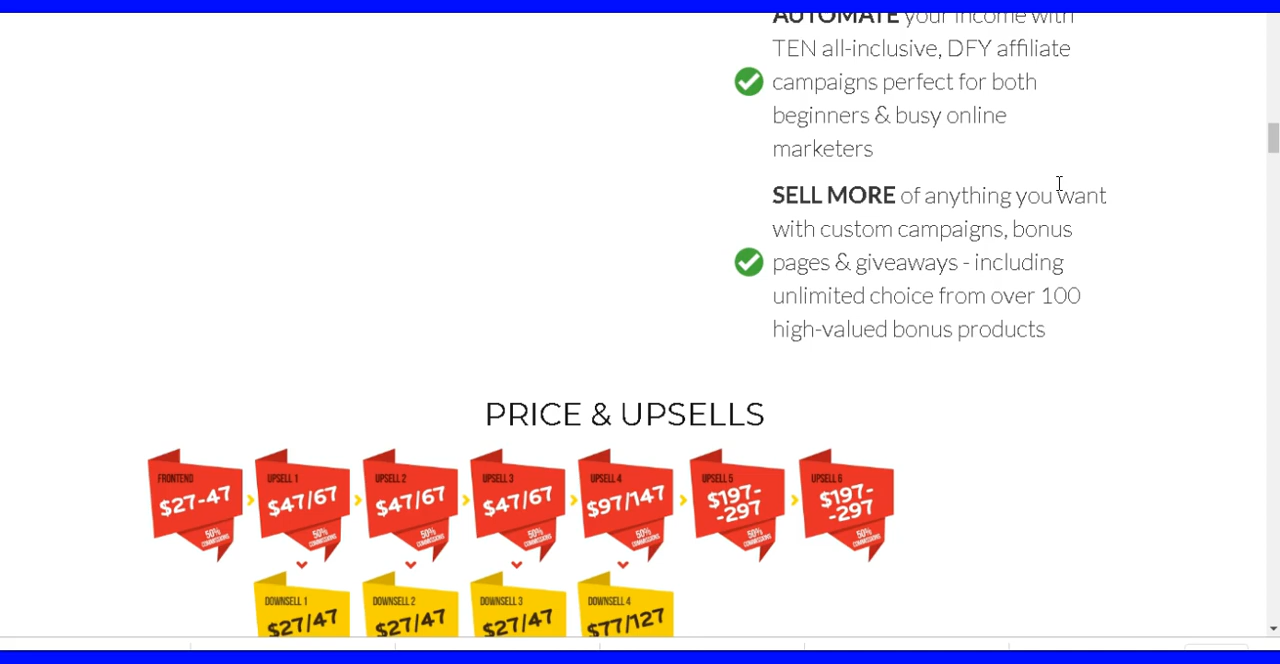 AUTOMATE your income with
TEN all-inclusive, DFY affiliate
campaigns perfect for both
beginners & busy online
marketers
SELL MORE of anything you want
with custom campaigns, bonus
pages & giveaways - including
unlimited choice from over 100
high-valued bonus products
PRICE & UPSELLS
FRONTEND
$27-47
50%
COMMISSIONS
UPSELL 1
$47/67
50%
COMMISSIONS
UPSELL 2
$47/67
50%
COMMISSIONS
UPSELL 3
$47/67
50%
COMMISSIONS
UPSELL 4
$97/147
50%
COMMISSIONS
UPSELL 5
$197-
-297
50%
COMMISSIONS
UPSELL 6
$197-
-297
50%
COMMISSIONS
DOWNSELL 1
$27/47
DOWNSELL 2
$27/47
DOWNSELL 3
$27/47
DOWNSELL 4
$77/127